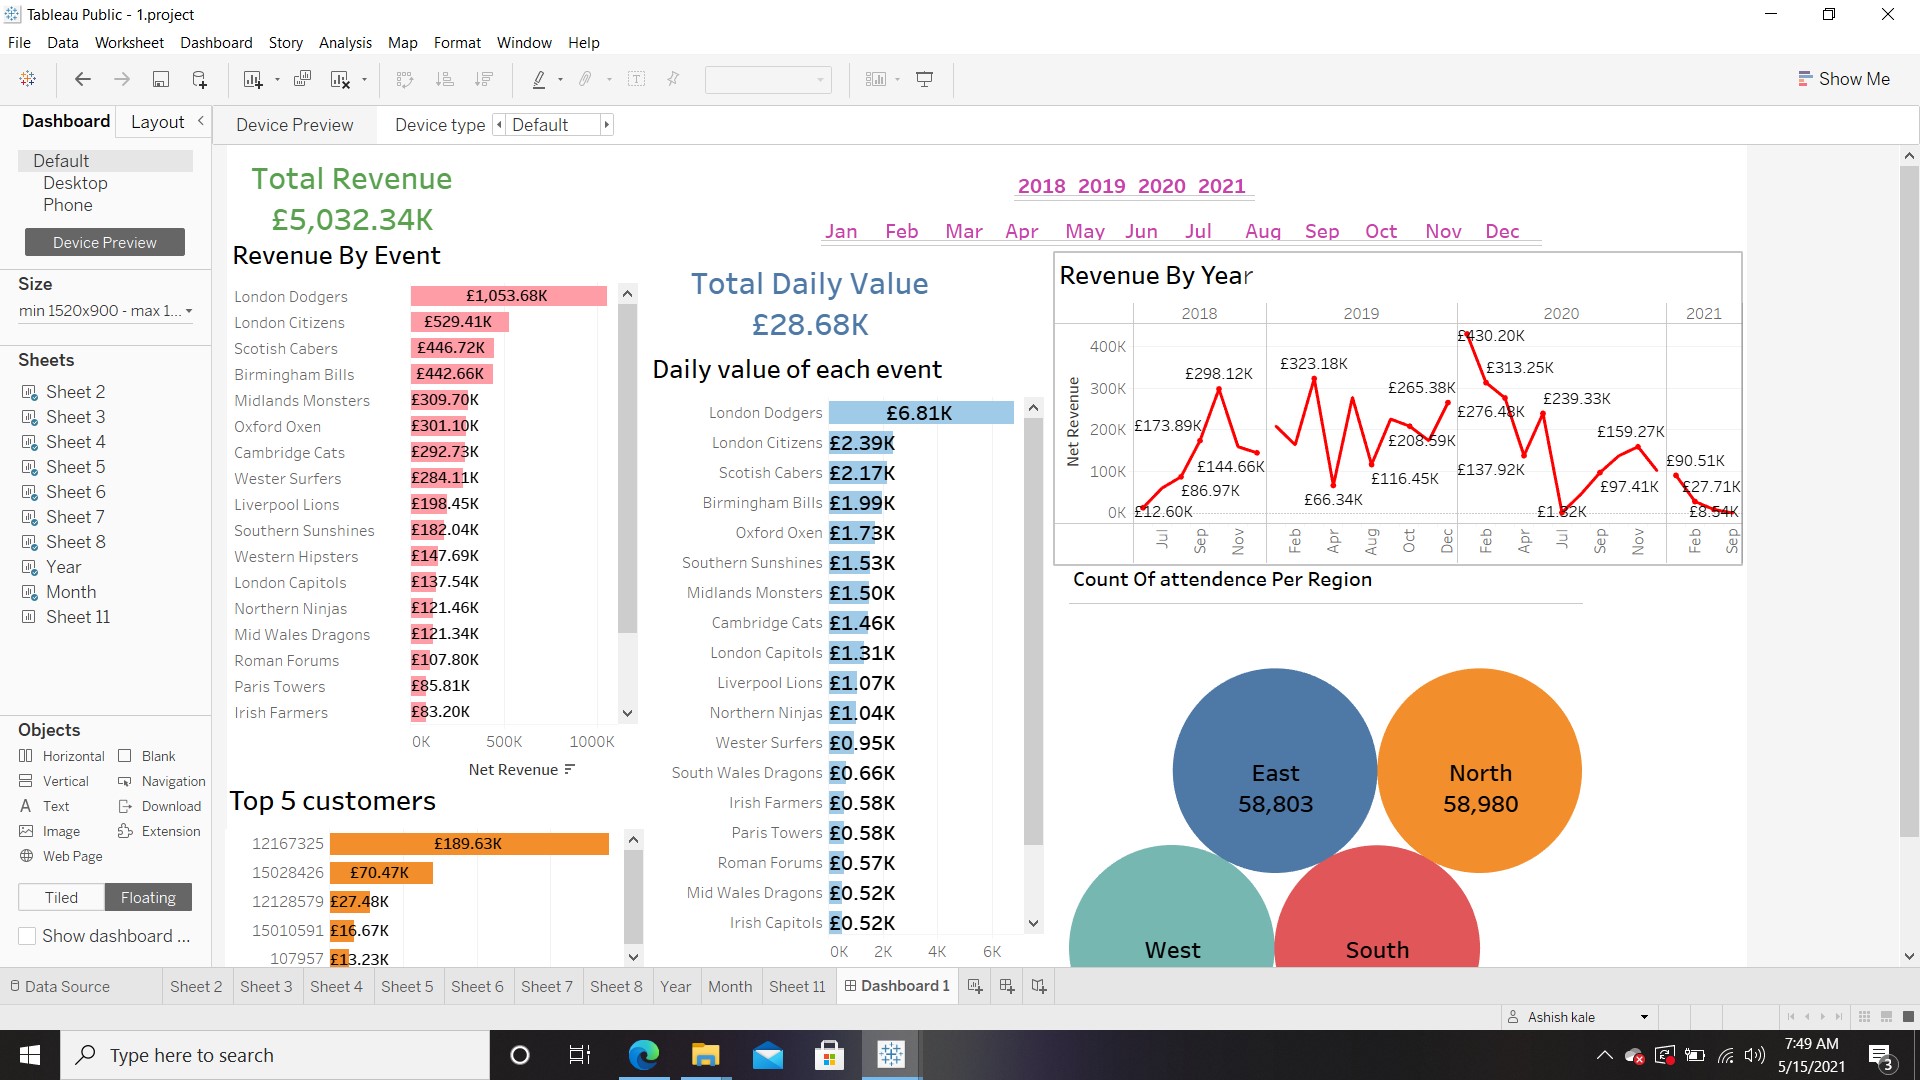 Tableau Public - 1.project
File Data Worksheet Dashboard Story Analysis Map Format Window Help
Show Me
Dashboard Layout
Device Preview Device type Default
Default
Desktop
Phone
Device Preview
Size
min 1520x900 - max 1...
Sheets
Sheet 2
Sheet 3
Sheet 4
Sheet 5
Sheet 6
Sheet 7
Sheet 8
Year
Month
Sheet 11
Objects
Horizontal Blank
Vertical Navigation
A Text Download
Image Extension
Web Page
Tiled Floating
Show dashboard ...
Total Revenue
£5,032.34K
Revenue By Event
London Dodgers £1,053.68K
London Citizens £529.41K
Scotish Cabers £446.72K
Birmingham Bills £442.66K
Midlands Monsters £309.70K
Oxford Oxen £301.10K
Cambridge Cats £292.73K
Wester Surfers £284.11K
Liverpool Lions £198.45K
Southern Sunshines £182.04K
Western Hipsters £147.69K
London Capitols £137.54K
Northern Ninjas £121.46K
Mid Wales Dragons £121.34K
Roman Forums £107.80K
Paris Towers £85.81K
Irish Farmers £83.20K
0K 500K 1000K
Net Revenue
Top 5 customers
12167325 £189.63K
15028426 £70.47K
12128579 £27.48K
15010591 £16.67K
107957 £13.23K
2018 2019 2020 2021
Jan Feb Mar Apr May Jun Jul Aug Sep Oct Nov Dec
Total Daily Value
£28.68K
Daily value of each event
London Dodgers £6.81K
London Citizens £2.39K
Scotish Cabers £2.17K
Birmingham Bills £1.99K
Oxford Oxen £1.73K
Southern Sunshines £1.53K
Midlands Monsters £1.50K
Cambridge Cats £1.46K
London Capitols £1.31K
Liverpool Lions £1.07K
Northern Ninjas £1.04K
Wester Surfers £0.95K
South Wales Dragons £0.66K
Irish Farmers £0.58K
Paris Towers £0.58K
Roman Forums £0.57K
Mid Wales Dragons £0.52K
Irish Capitols £0.52K
0K 2K 4K 6K
Revenue By Year
2018 2019 2020 2021
Net Revenue
400K
300K
200K
100K
0K
£12.60K
£86.97K
£173.89K
£298.12K
£144.66K
£323.18K
£66.34K
£116.45K
£208.59K
£265.38K
£430.20K
£313.25K
£276.48K
£137.92K
£239.33K
£1.32K
£97.41K
£159.27K
£90.51K
£27.71K
£8.54K
Jul Sep Nov Feb Apr Aug Oct Dec Feb Apr Jul Sep Nov Feb Sep
Count Of attendence Per Region
East
58,803
North
58,980
West
South
Data Source Sheet 2 Sheet 3 Sheet 4 Sheet 5 Sheet 6 Sheet 7 Sheet 8 Year Month Sheet 11 Dashboard 1
Ashish kale
Type here to search
7:49 AM
5/15/2021
3